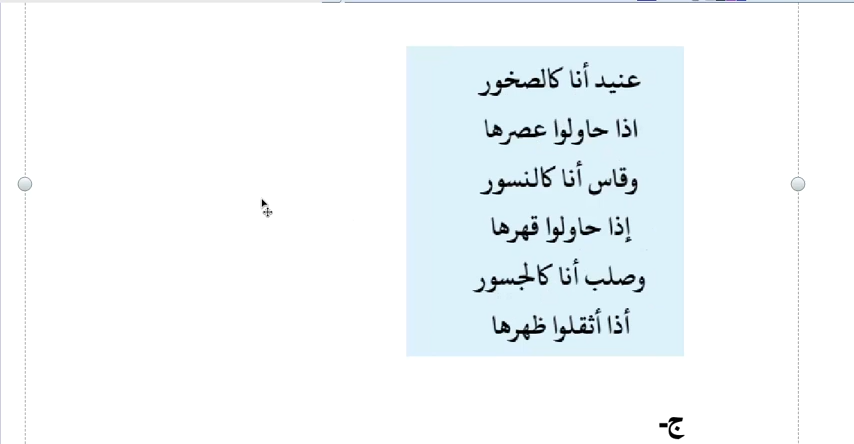 عنيد أنا كالصخور
اذا حاولوا عصرها
وقاس أنا كالنسور
إذا حاولوا قهرها
وصلب أنا كالجسور
أذا أثقلوا ظهرها
ج-